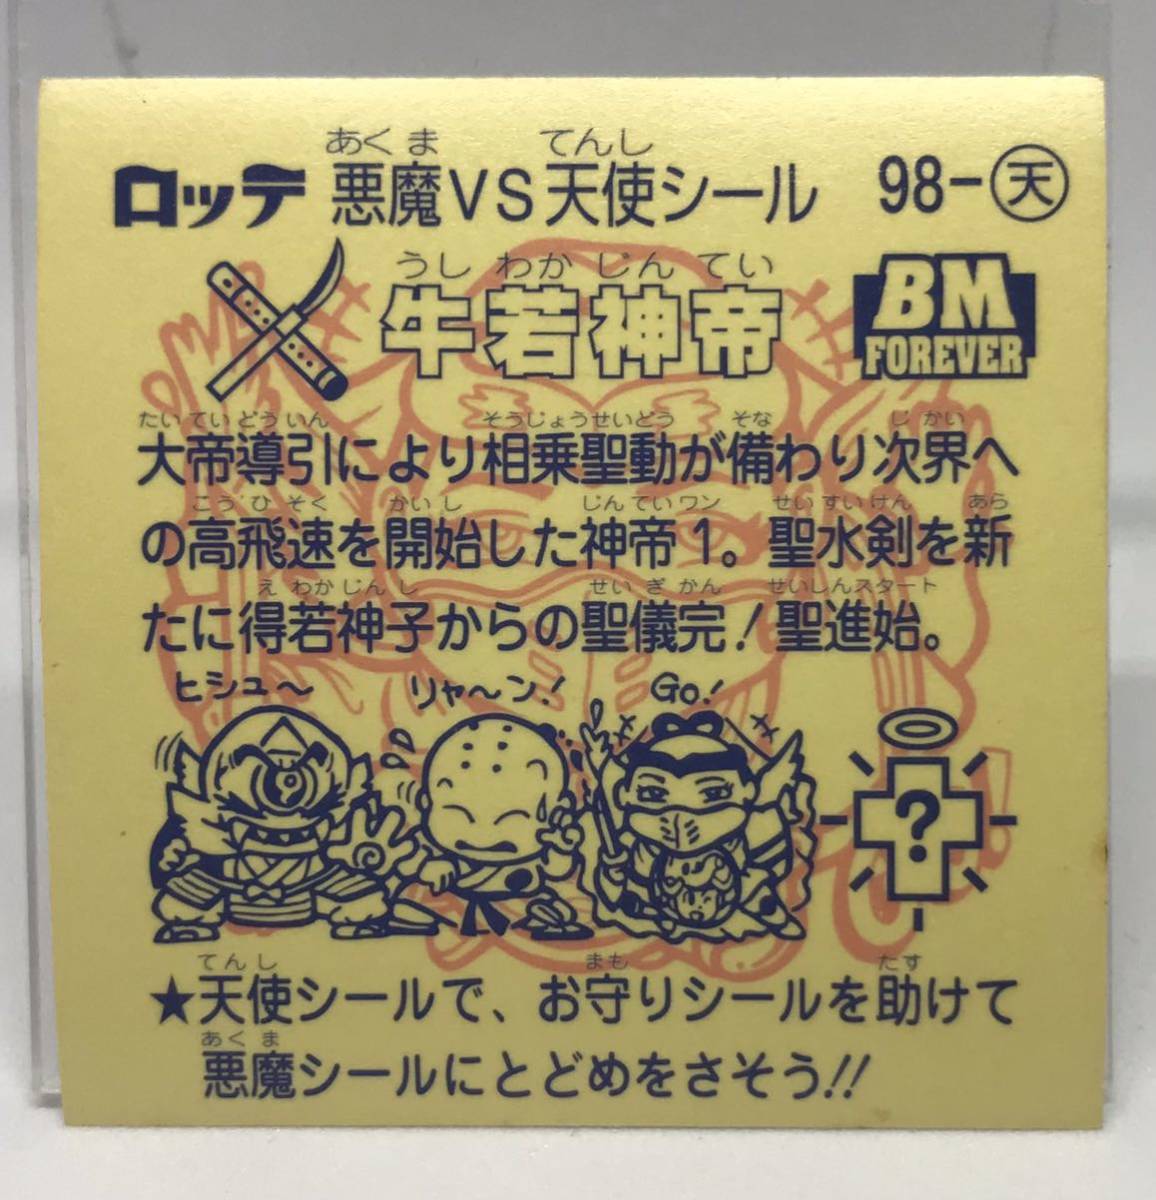 あくま てんし
ロッテ 悪魔VS天使シール 98-天
うしわかじんてい
牛若神帝
BM
FOREVER
たいていどういん そうじょうせいどう そな じかい
大帝導引により相乗聖動が備わり次界へ
こうひそく かいし じんていワン せいすいけん あら
の高飛速を開始した神帝1。聖水剣を新
えわかじんし せいぎかん せいしんスタート
たに得若神子からの聖儀完!聖進始。
ヒシュ〜 リャ〜ン! Go!
?
てんし まも たす
★天使シールで、お守りシールを助けて
あくま
悪魔シールにとどめをさそう!!